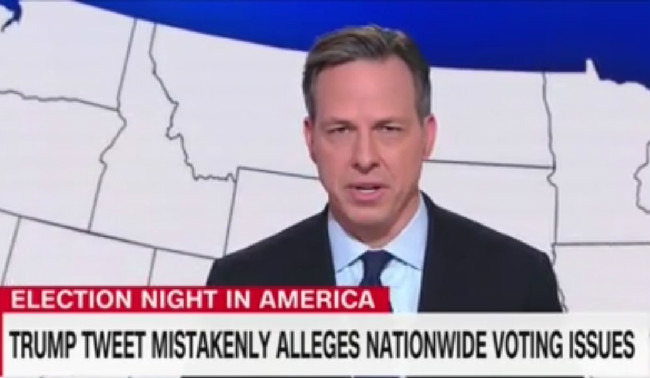 ELECTION NIGHT IN AMERICA
TRUMP TWEET MISTAKENLY ALLEGES NATIONWIDE VOTING ISSUES